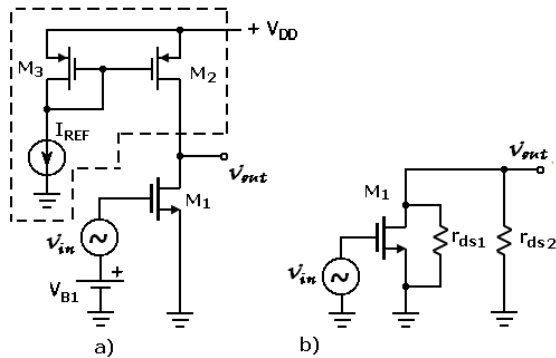 + V_DD
M_3
M_2
I_REF
v_out
M_1
v_in
V_B1
+
a)
v_out
M_1
r_ds1
r_ds2
v_in
b)